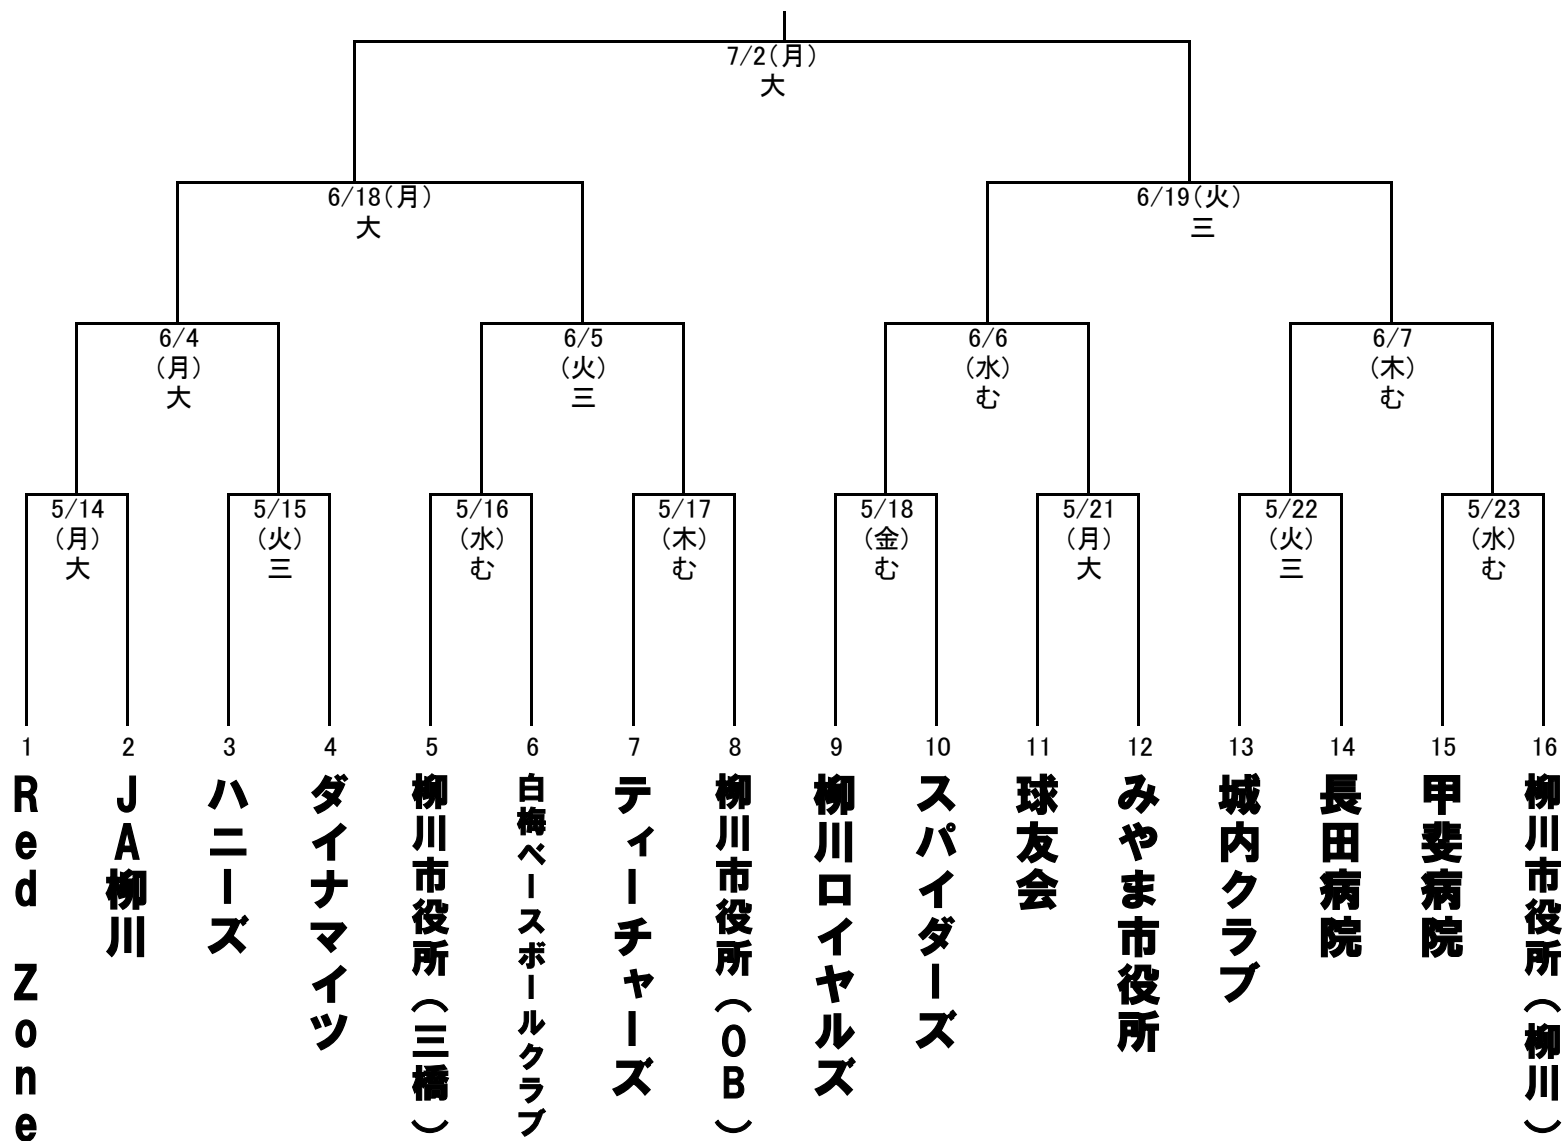 7/2(月)
大
6/18(月)
大
6/19(火)
三
6/4
(月)
大
6/5
(火)
三
6/6
(水)
む
6/7
(木)
む
5/14
(月)
大
5/15
(火)
三
5/16
(水)
む
5/17
(木)
む
5/18
(金)
む
5/21
(月)
大
5/22
(火)
三
5/23
(水)
む
1
2
3
4
5
6
7
8
9
10
11
12
13
14
15
16
Red Zone
JA柳川
ハニーズ
ダイナマイツ
柳川市役所(三橋)
白梅ベースボールクラブ
ティーチャーズ
柳川市役所(OB)
柳川ロイヤルズ
スパイダーズ
球友会
みやま市役所
城内クラブ
長田病院
甲斐病院
柳川市役所(柳川)